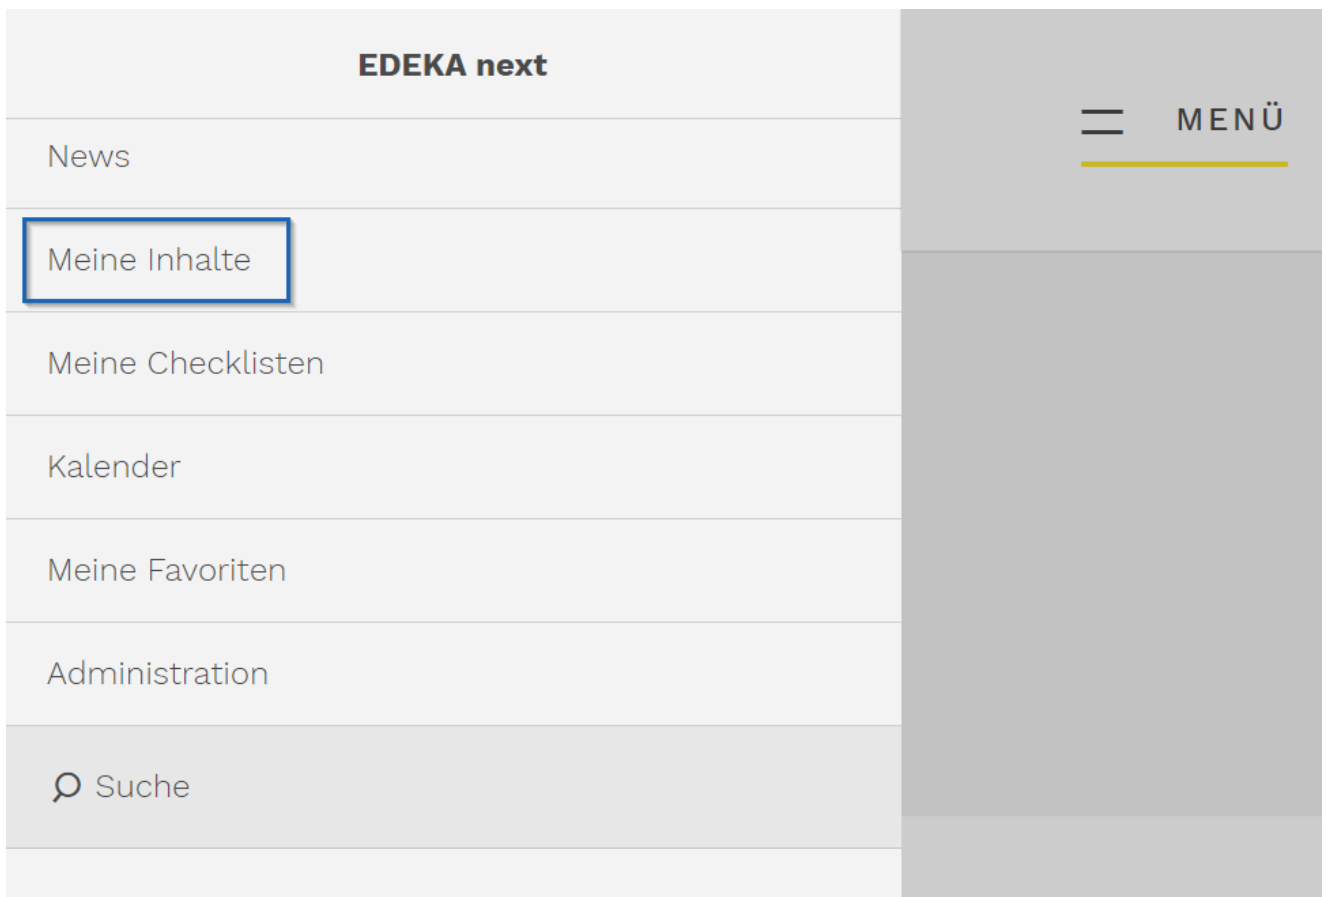 EDEKA next
MENÜ
News
Meine Inhalte
Meine Checklisten
Kalender
Meine Favoriten
Administration
Suche